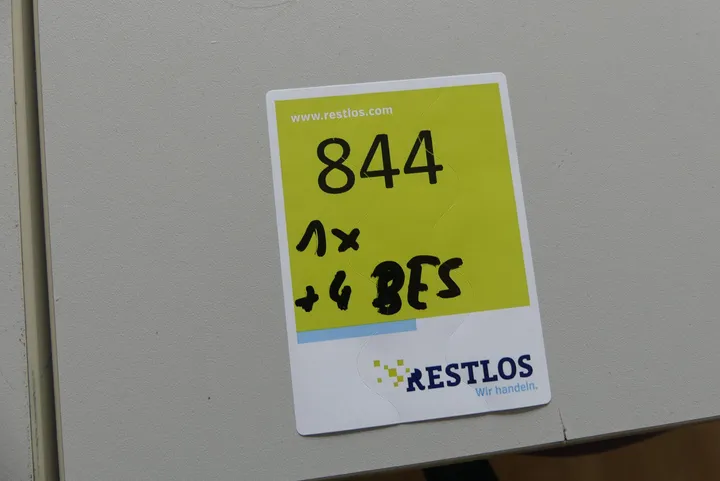 www.restlos.com
844
1x
+4 BES
RESTLOS
Wir handeln.